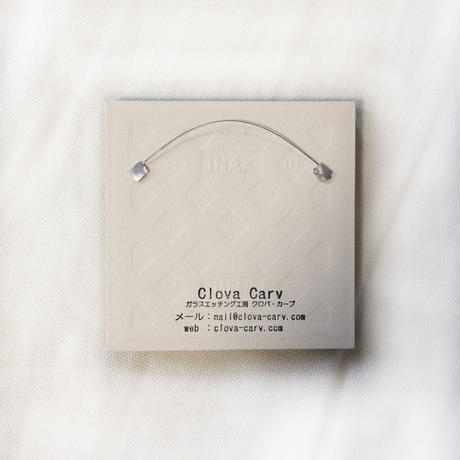 INAX
Clova Carv
ガラスエッチング工房 クロバ・カーブ
メール：mail@clova-carv.com
web ：clova-carv.com